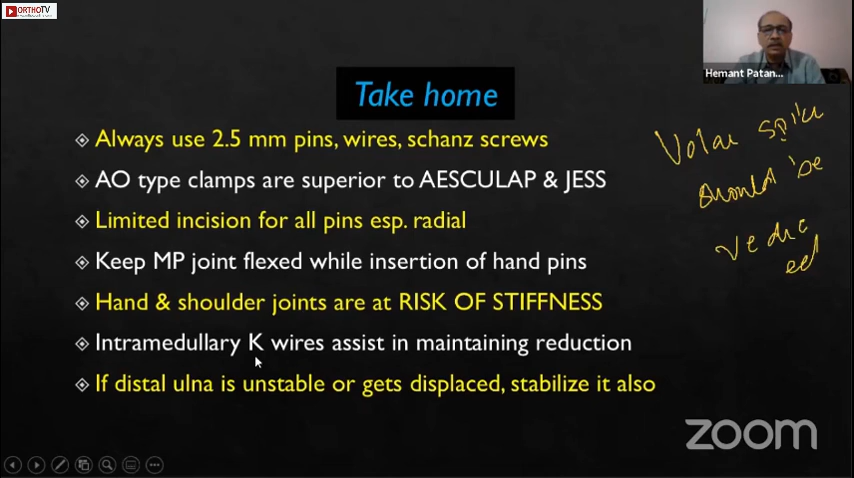 ORTHOTV
Hemant Patan...
Take home
Always use 2.5 mm pins, wires, schanz screws
AO type clamps are superior to AESCULAP & JESS
Limited incision for all pins esp. radial
Keep MP joint flexed while insertion of hand pins
Hand & shoulder joints are at RISK OF STIFFNESS
Intramedullary K wires assist in maintaining reduction
If distal ulna is unstable or gets displaced, stabilize it also
Volar spike
should be
zoom